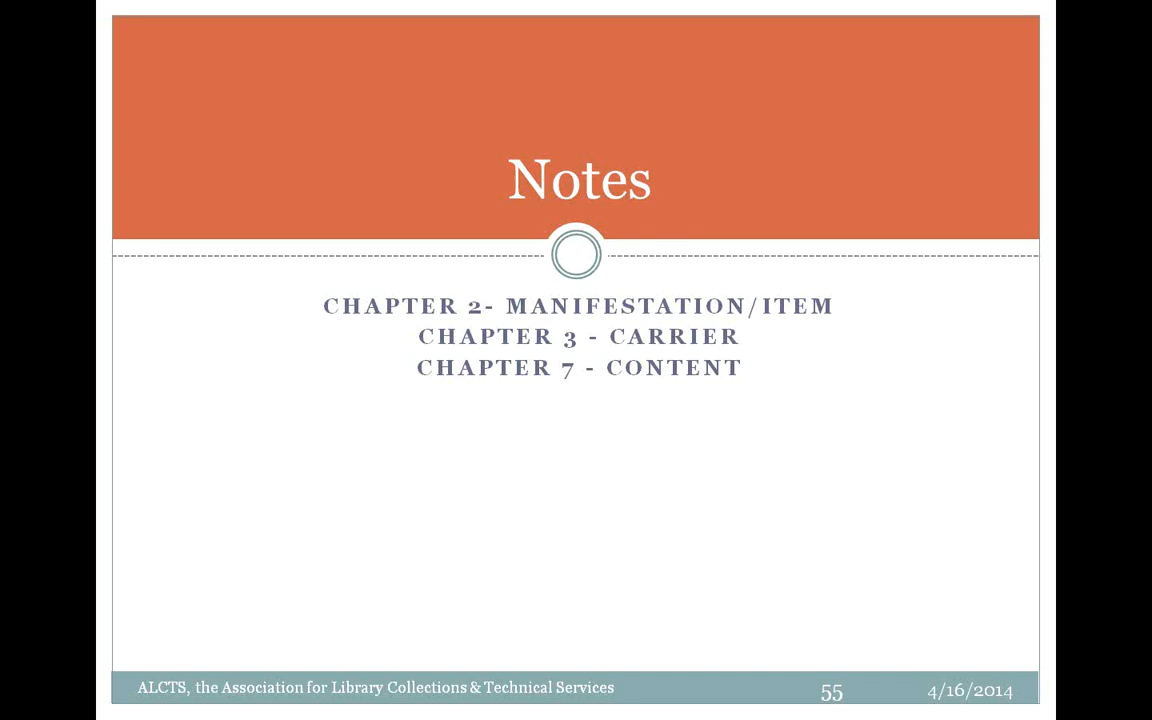 Notes
CHAPTER 2- MANIFESTATION/ITEM
CHAPTER 3 - CARRIER
CHAPTER 7 - CONTENT
ALCTS, the Association for Library Collections & Technical Services
55
4/16/2014